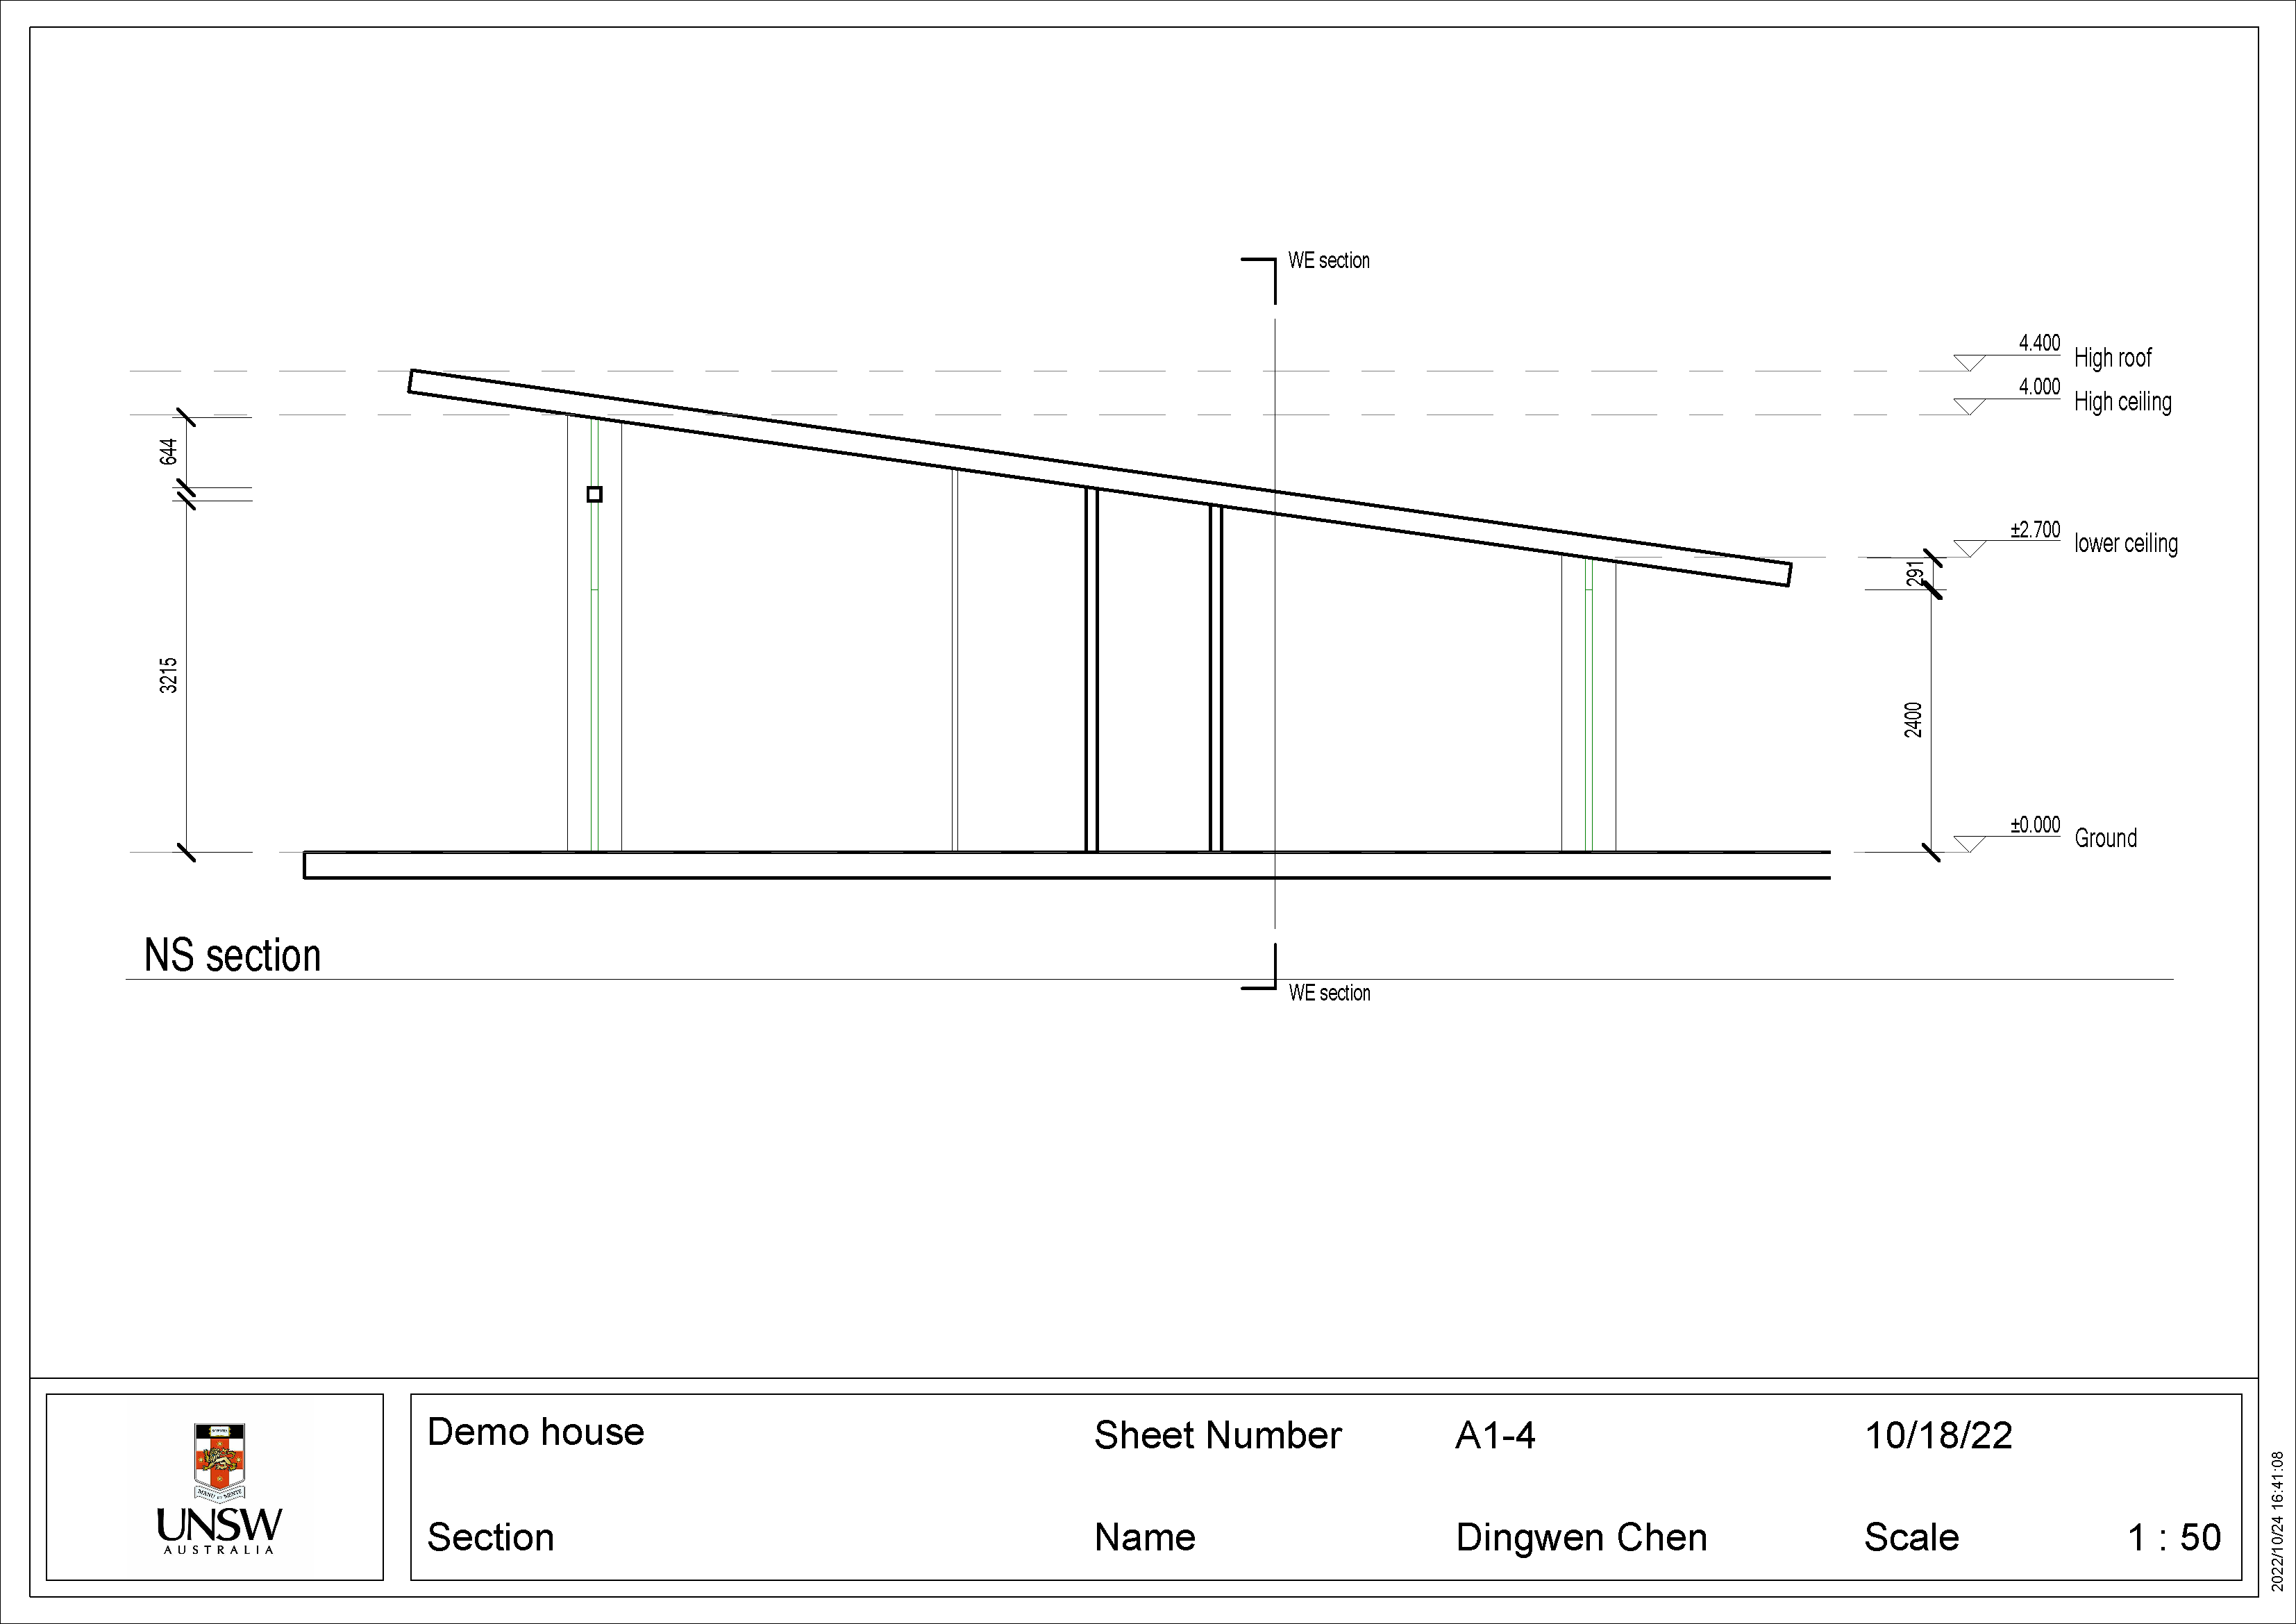 WE section
4.400
High roof
4.000
High ceiling
644
±2.700
lower ceiling
291
3215
2400
±0.000
Ground
NS section
WE section
Demo house
Sheet Number
A1-4
10/18/22
UNSW
AUSTRALIA
Section
Name
Dingwen Chen
Scale
1 : 50
2022/10/24 16:41:08